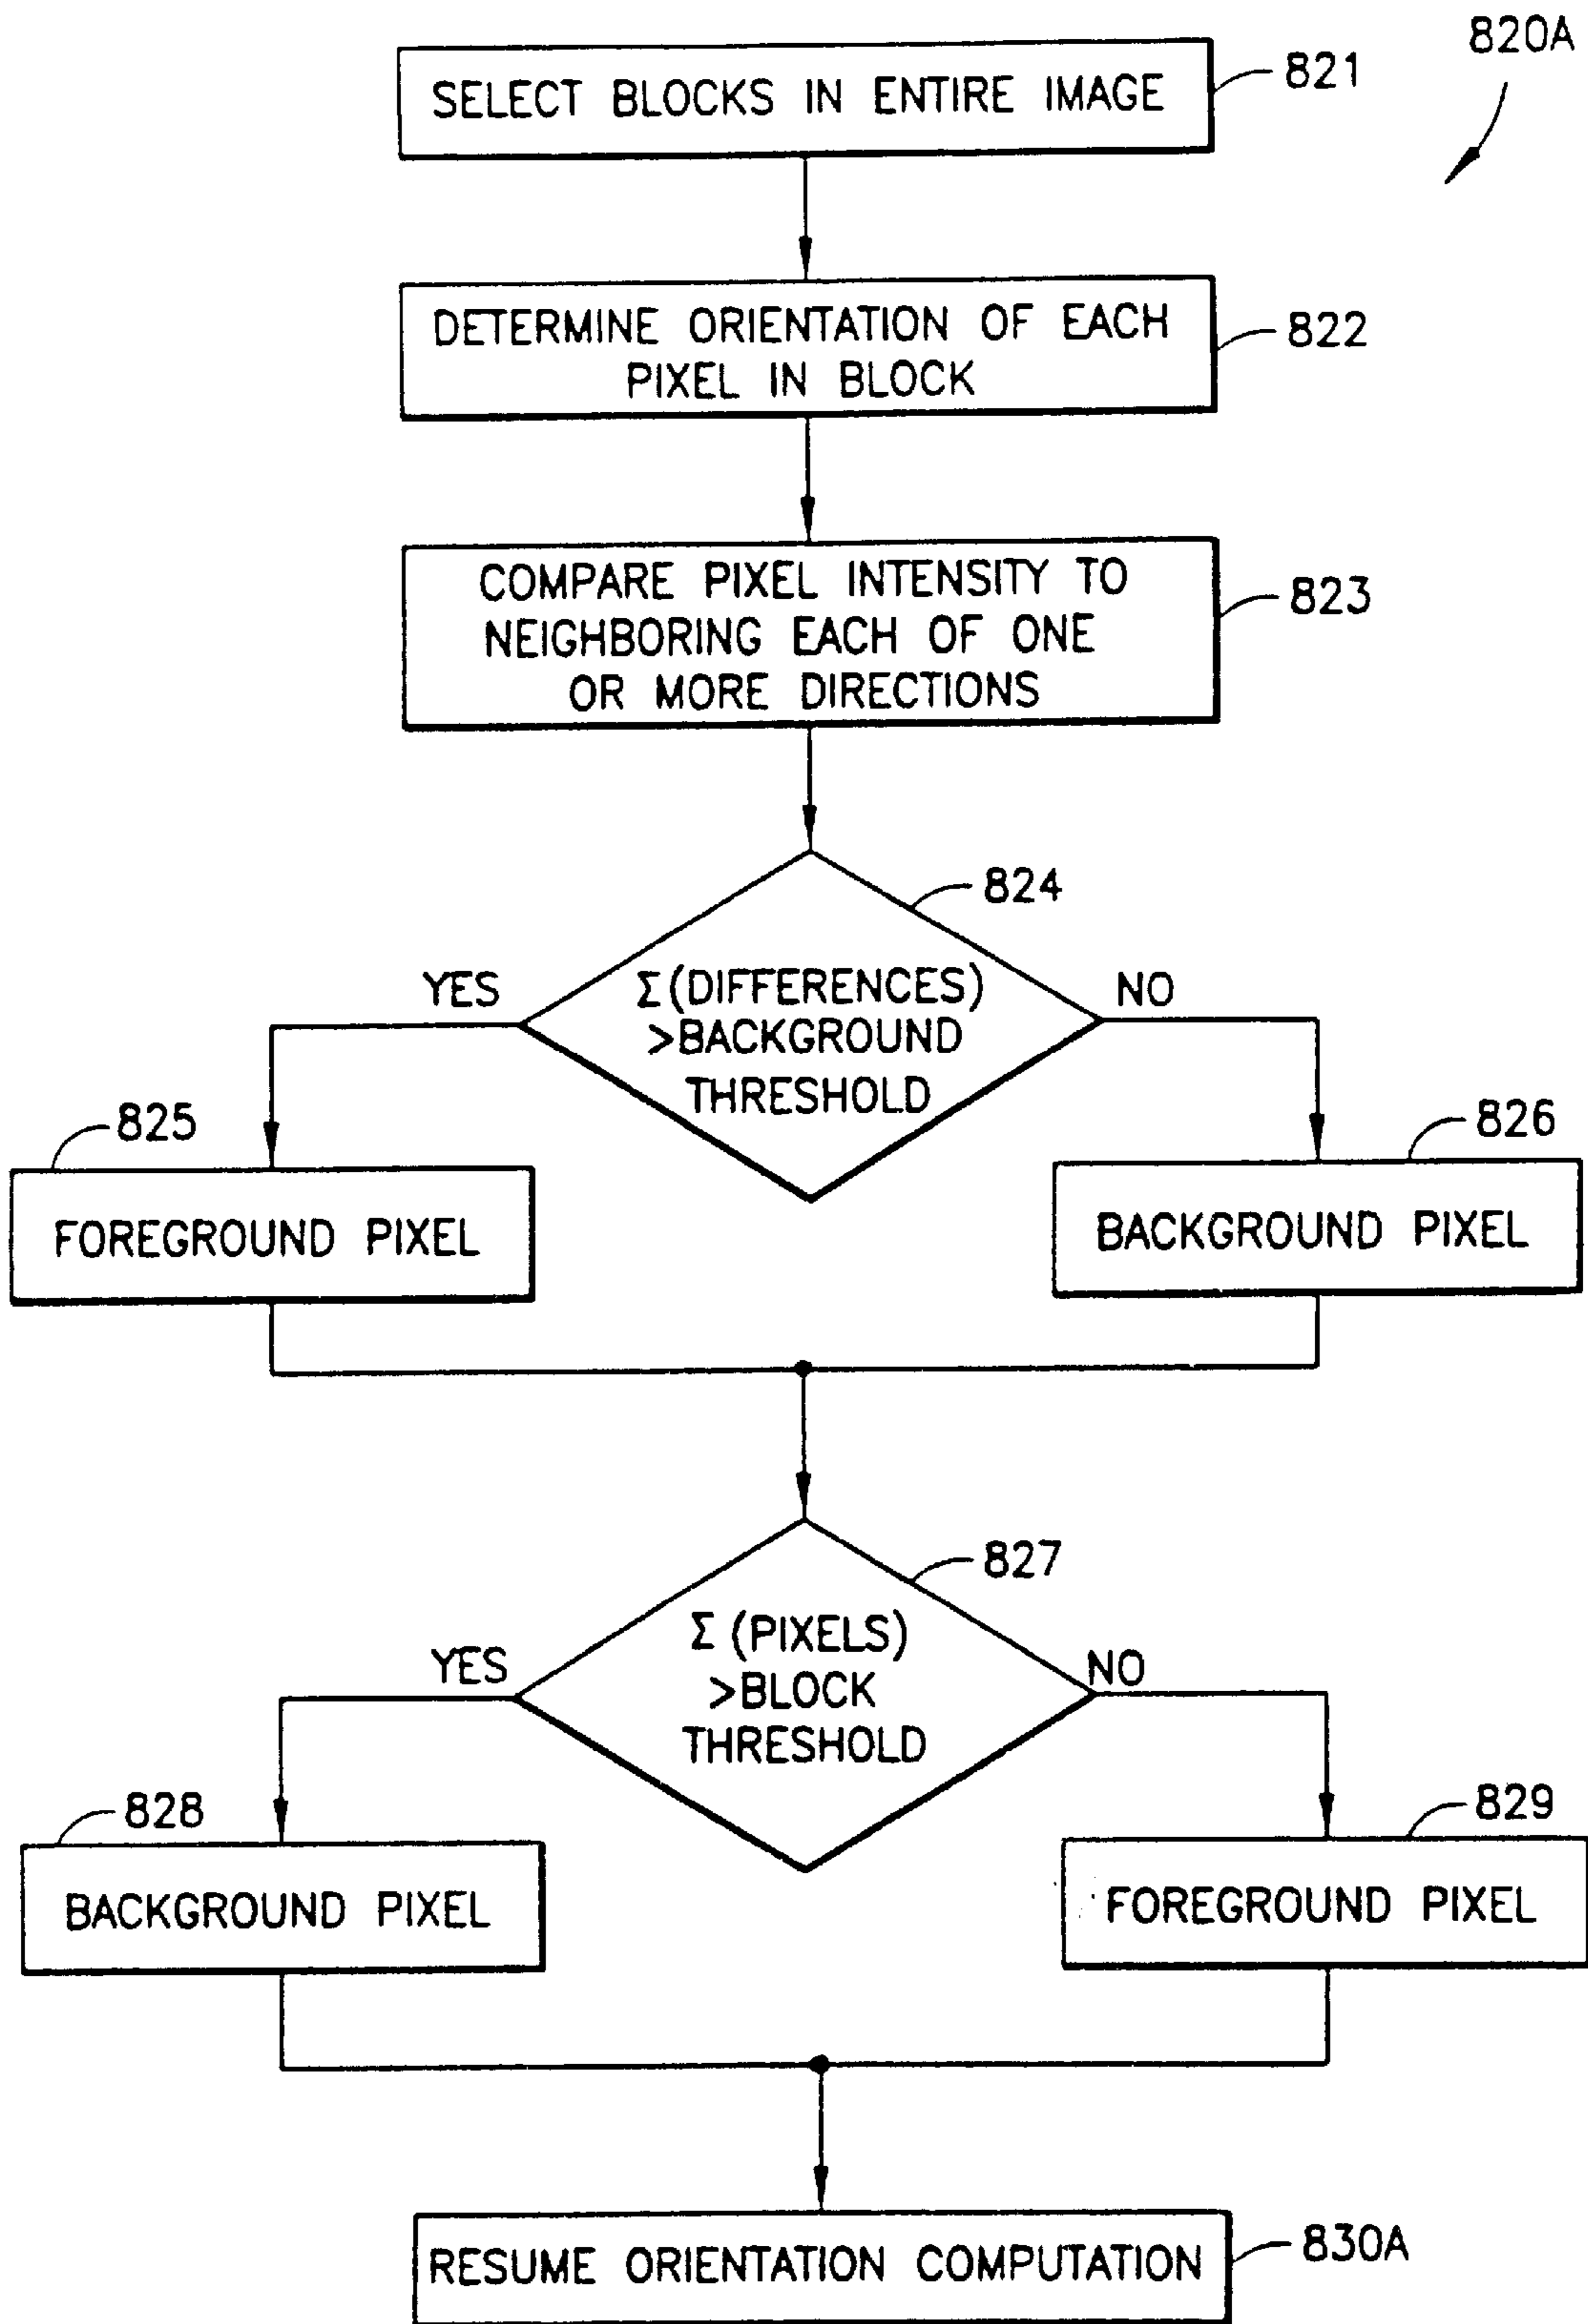 820A
SELECT BLOCKS IN ENTIRE IMAGE
821
DETERMINE ORIENTATION OF EACH
PIXEL IN BLOCK
822
COMPARE PIXEL INTENSITY TO
NEIGHBORING EACH OF ONE
OR MORE DIRECTIONS
823
824
Σ (DIFFERENCES)
>BACKGROUND
THRESHOLD
YES
NO
825
FOREGROUND PIXEL
826
BACKGROUND PIXEL
827
Σ (PIXELS)
>BLOCK
THRESHOLD
YES
NO
828
BACKGROUND PIXEL
829
FOREGROUND PIXEL
RESUME ORIENTATION COMPUTATION
830A